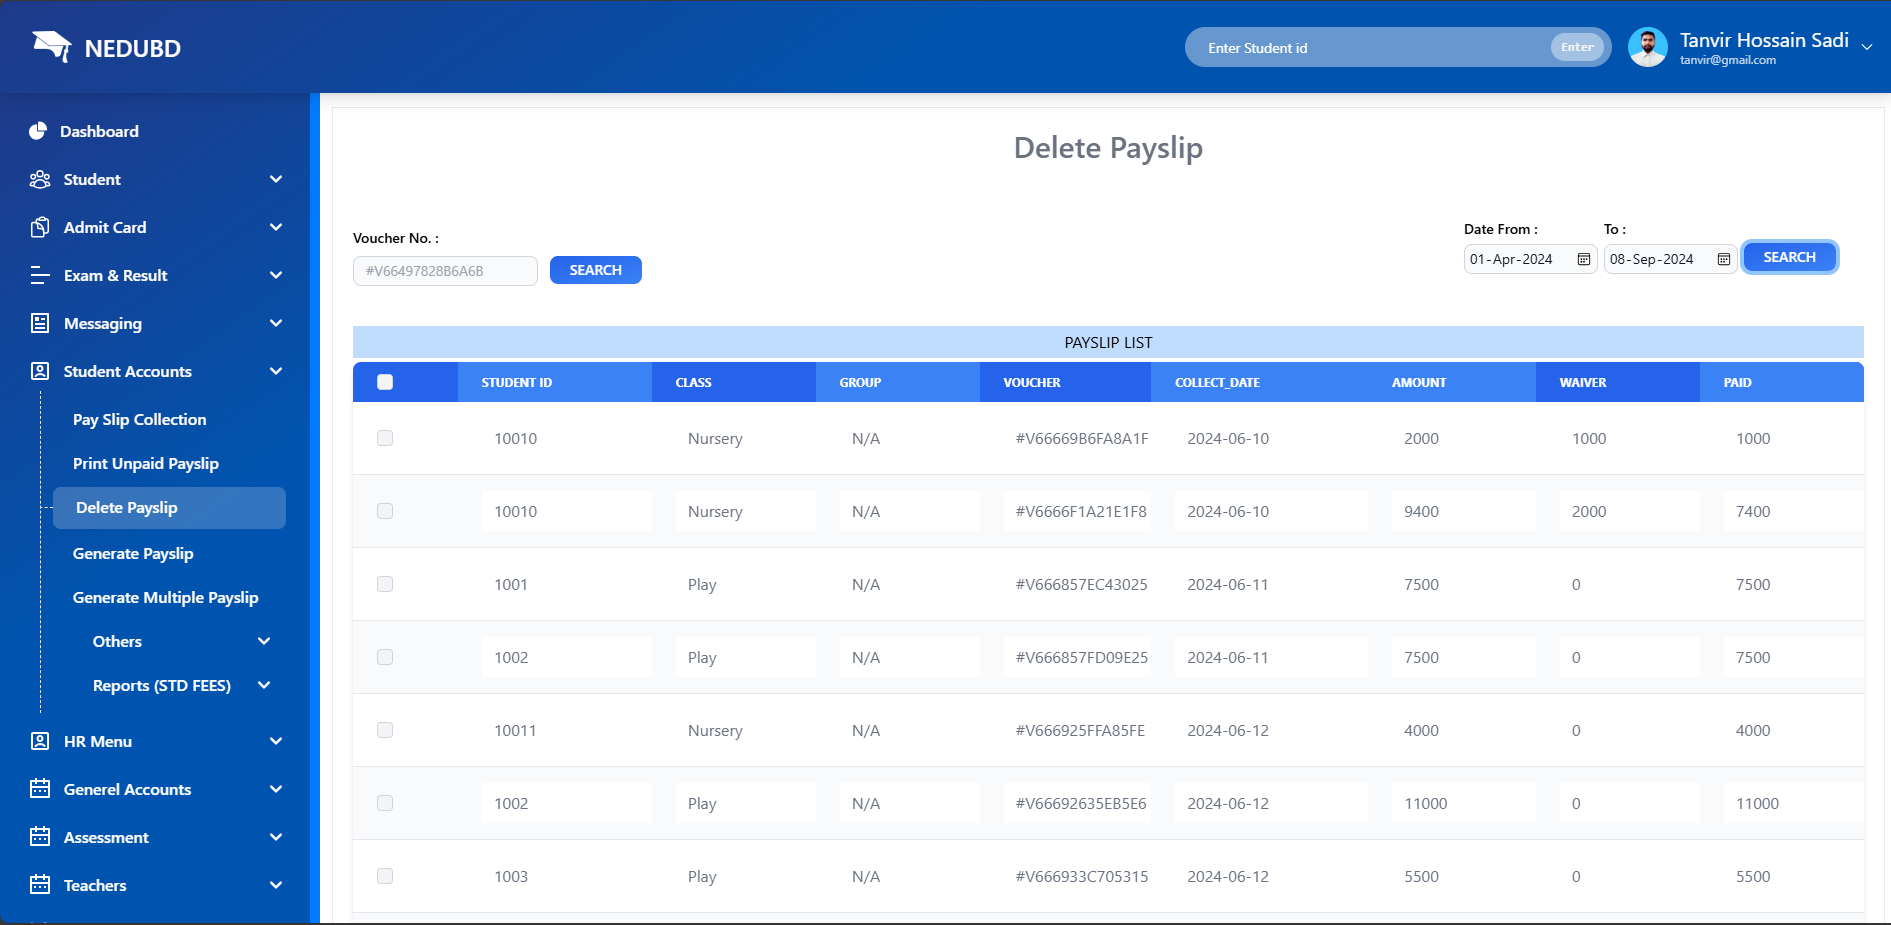 NEDUBD
Enter Student id
Enter
Tanvir Hossain Sadi
tanvir@gmail.com
Dashboard
Student
Admit Card
Exam & Result
Messaging
Student Accounts
Pay Slip Collection
Print Unpaid Payslip
Delete Payslip
Generate Payslip
Generate Multiple Payslip
Others
Reports (STD FEES)
HR Menu
Generel Accounts
Assessment
Teachers
Delete Payslip
Voucher No. :
#V66497828B6A6B
SEARCH
Date From :
To :
01-Apr-2024
08-Sep-2024
SEARCH
PAYSLIP LIST
STUDENT ID CLASS GROUP VOUCHER COLLECT_DATE AMOUNT WAIVER PAID
10010 Nursery N/A #V66669B6FA8A1F 2024-06-10 2000 1000 1000
10010 Nursery N/A #V6666F1A21E1F8 2024-06-10 9400 2000 7400
1001 Play N/A #V666857EC43025 2024-06-11 7500 0 7500
1002 Play N/A #V666857FD09E25 2024-06-11 7500 0 7500
10011 Nursery N/A #V666925FFA85FE 2024-06-12 4000 0 4000
1002 Play N/A #V66692635EB5E6 2024-06-12 11000 0 11000
1003 Play N/A #V666933C705315 2024-06-12 5500 0 5500